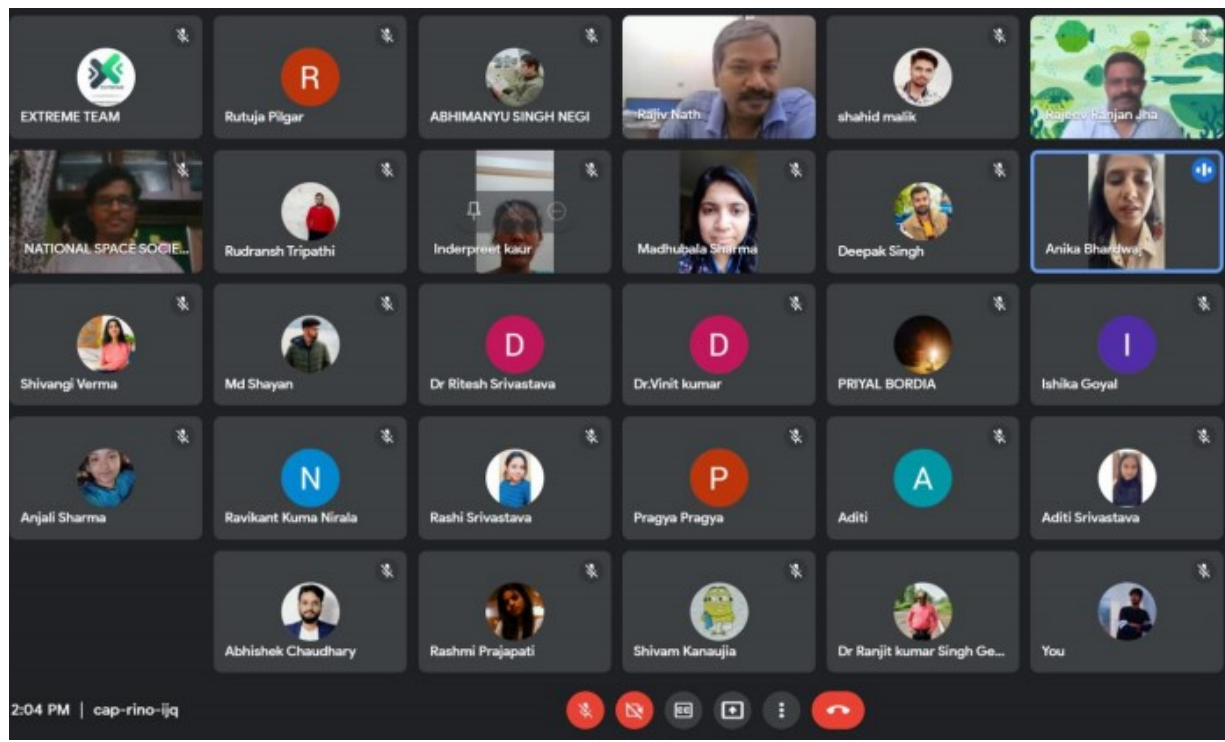 EXTREME TEAM
R
Rutuja Pilgar
ABHIMANYU SINGH NEGI
Rajiv Nath
shahid malik
Rajeev Ranjan Jha
NATIONAL SPACE SOCIE...
Rudransh Tripathi
Inderpreet kaur
Madhubala Sharma
Deepak Singh
Anika Bhardwaj
Shivangi Verma
Md Shayan
D
Dr Ritesh Srivastava
D
Dr.Vinit kumar
PRIYAL BORDIA
I
Ishika Goyal
Anjali Sharma
N
Ravikant Kuma Nirala
Rashi Srivastava
P
Pragya Pragya
A
Aditi
Aditi Srivastava
Abhishek Chaudhary
Rashmi Prajapati
Shivam Kanaujia
Dr Ranjit kumar Singh Ge...
You
2:04 PM | cap-rino-ijq